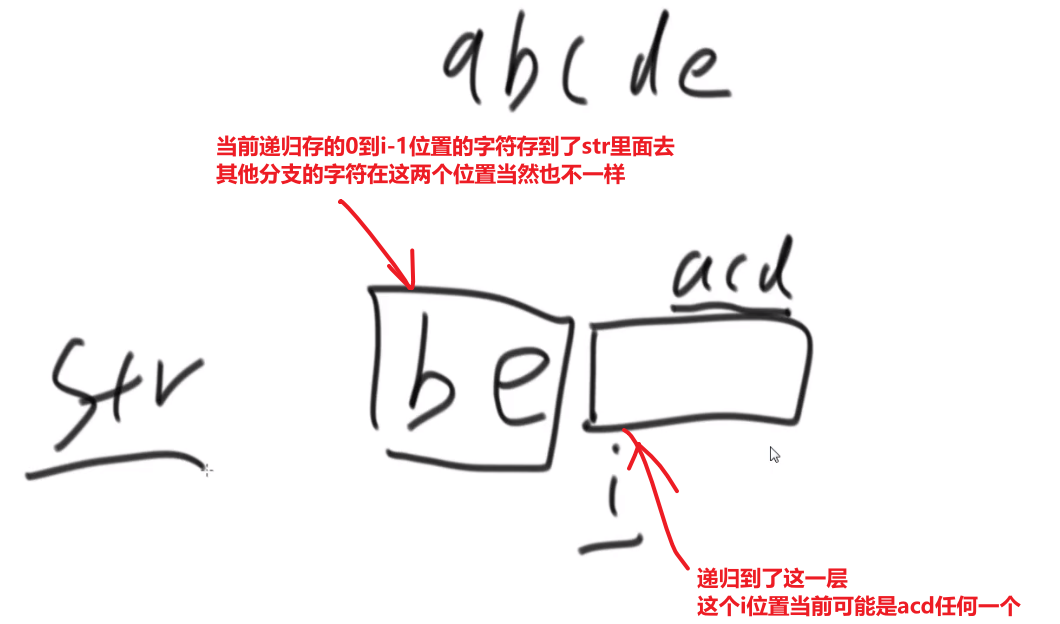 abcde
当前递归存的0到i-1位置的字符存到了str里面去
其他分支的字符在这两个位置当然也不一样
acd
str
be
i
递归到了这一层
这个i位置当前可能是acd任何一个